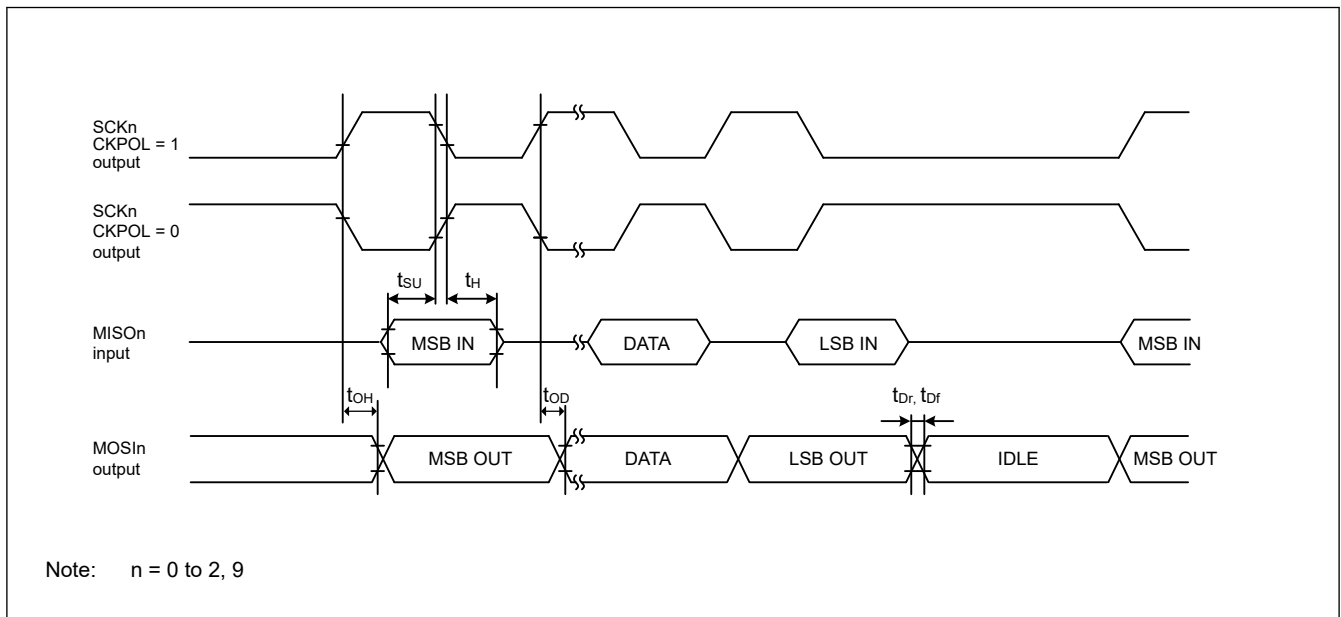 SCKn
CKPOL = 1
output
SCKn
CKPOL = 0
output
tSU
tH
MISOn
input
MSB IN
DATA
LSB IN
MSB IN
tOH
tOD
tDr, tDf
MOSIn
output
MSB OUT
DATA
LSB OUT
IDLE
MSB OUT
Note: n = 0 to 2, 9